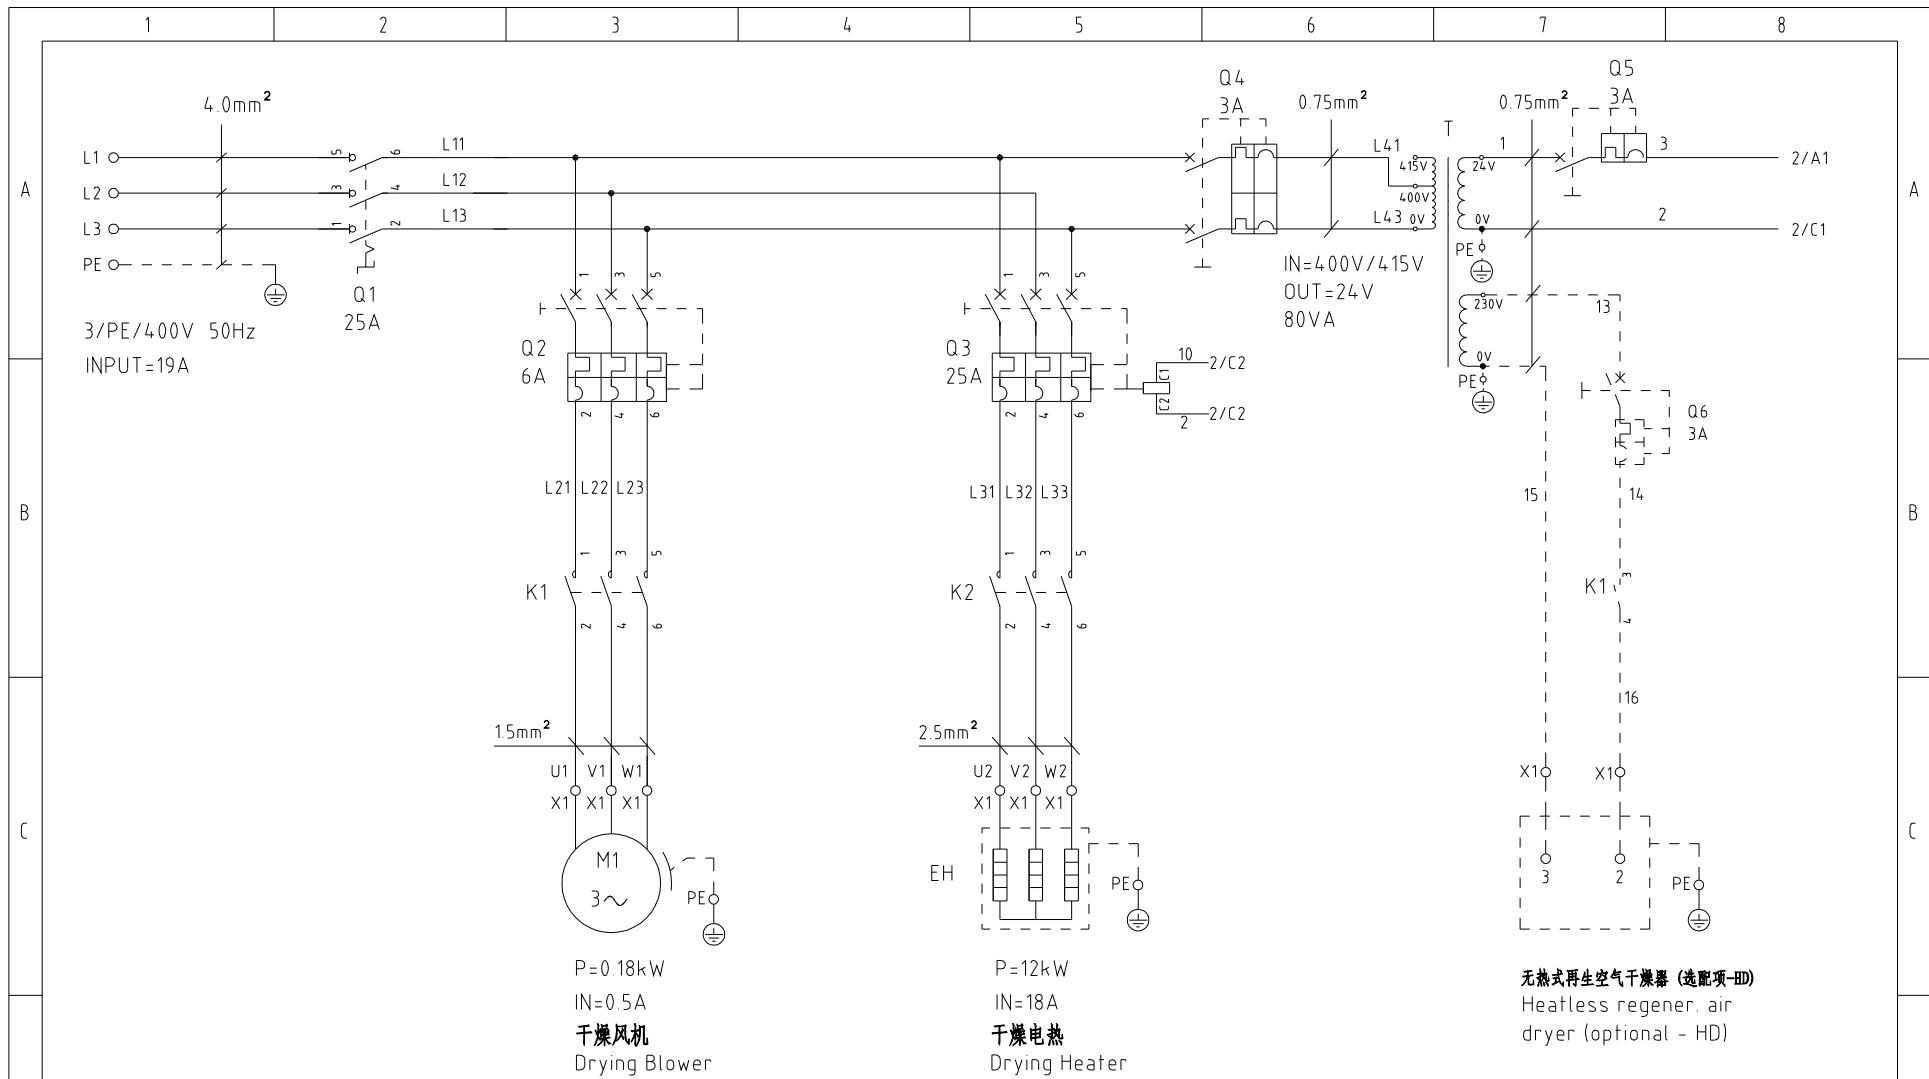 1 2 3 4 5 6 7 8
A
B
C
A
B
C
4.0mm²
L1
L2
L3
PE
3/PE/400V 50Hz
INPUT=19A
5 6
3 4
1 2
Q1
25A
L11
L12
L13
1 3 5
Q2
6A
2 4 6
L21 L22 L23
1 3 5
K1
2 4 6
1.5mm²
U1 V1 W1
X1 X1 X1
M1
3~
PE
P=0.18kW
IN=0.5A
干燥风机
Drying Blower
1 3 5
Q3
25A
2 4 6
10 2/C2
C1
C2
2 2/C2
L31 L32 L33
1 3 5
K2
2 4 6
2.5mm²
U2 V2 W2
X1 X1 X1
EH
PE
P=12kW
IN=18A
干燥电热
Drying Heater
Q4
3A
0.75mm²
L41
415V
400V
L43 0V
IN=400V/415V
OUT=24V
80VA
T
24V
0V
PE
230V
0V
PE
0.75mm²
1
Q5
3A
3
2/A1
2
2/C1
13
Q6
3A
15
14
K1
3
4
16
X1 X1
3 2
PE
无热式再生空气干燥器 (选配项-HD)
Heatless regener. air
dryer (optional - HD)